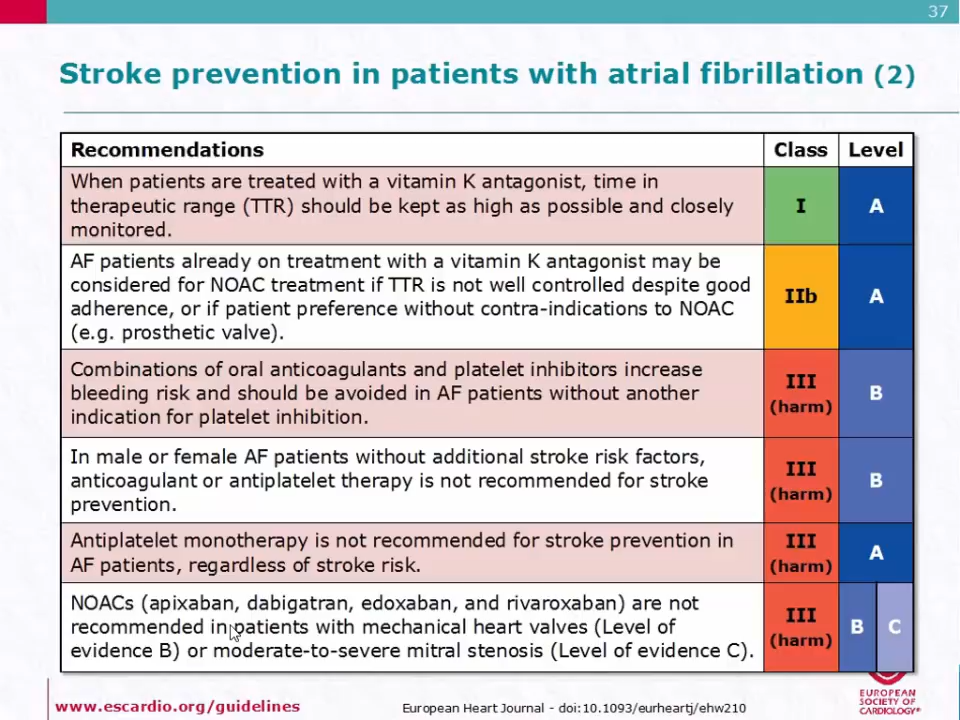 37
Stroke prevention in patients with atrial fibrillation (2)
Recommendations Class Level
When patients are treated with a vitamin K antagonist, time in
therapeutic range (TTR) should be kept as high as possible and closely
monitored.
I A
AF patients already on treatment with a vitamin K antagonist may be
considered for NOAC treatment if TTR is not well controlled despite good
adherence, or if patient preference without contra-indications to NOAC
(e.g. prosthetic valve).
IIb A
Combinations of oral anticoagulants and platelet inhibitors increase
bleeding risk and should be avoided in AF patients without another
indication for platelet inhibition.
III
(harm)
B
In male or female AF patients without additional stroke risk factors,
anticoagulant or antiplatelet therapy is not recommended for stroke
prevention.
III
(harm)
B
Antiplatelet monotherapy is not recommended for stroke prevention in
AF patients, regardless of stroke risk.
III
(harm)
A
NOACs (apixaban, dabigatran, edoxaban, and rivaroxaban) are not
recommended in patients with mechanical heart valves (Level of
evidence B) or moderate-to-severe mitral stenosis (Level of evidence C).
III
(harm)
B C
www.escardio.org/guidelines
European Heart Journal - doi:10.1093/eurheartj/ehw210
EUROPEAN
SOCIETY OF
CARDIOLOGY®